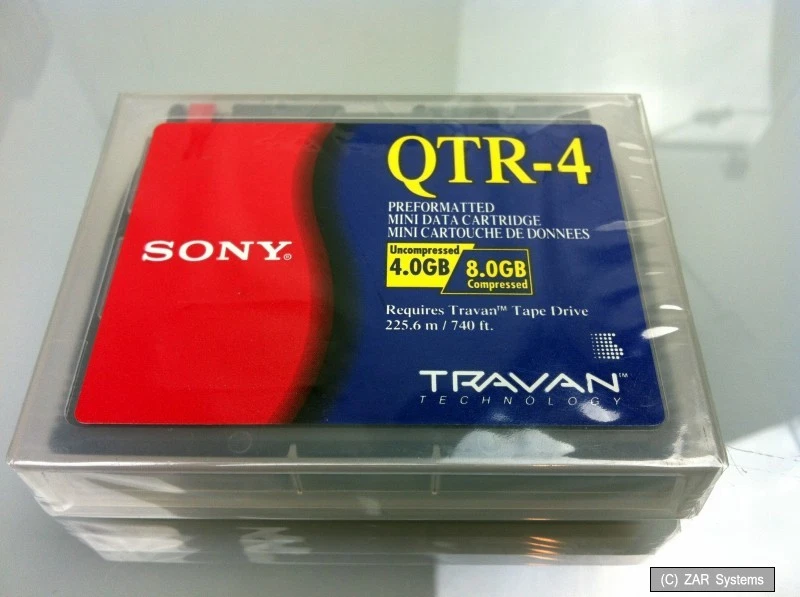 SONY®
QTR-4
PREFORMATTED
MINI DATA CARTRIDGE
MINI CARTOUCHE DE DONNEES
Uncompressed
4.0GB
8.0GB
Compressed
Requires Travan™ Tape Drive
225.6 m / 740 ft.
TRAVAN™
TECHNOLOGY
(C) ZAR Systems